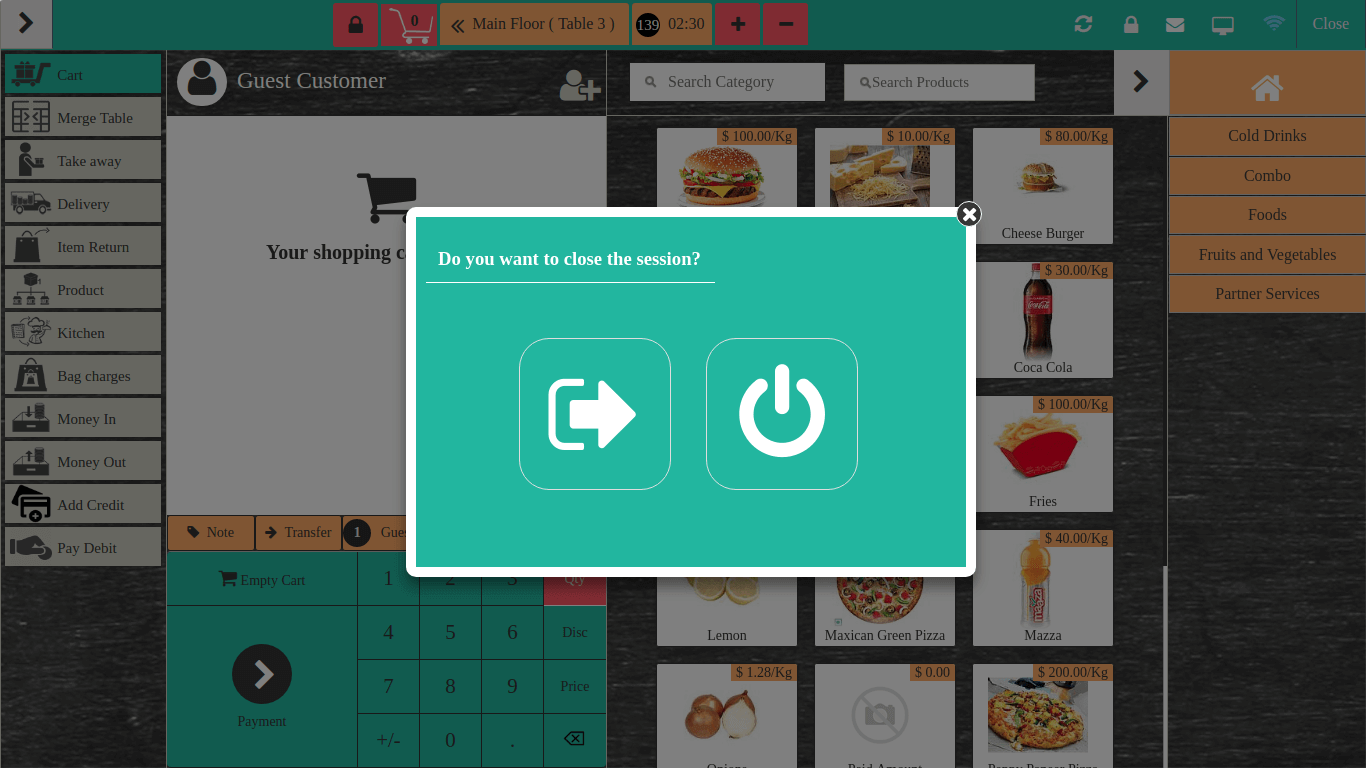 0
Main Floor ( Table 3 )
139
02:30
Close
Cart
Merge Table
Take away
Delivery
Item Return
Product
Kitchen
Bag charges
Money In
Money Out
Add Credit
Pay Debit
Guest Customer
Search Category
Search Products
Your shopping
Do you want to close the session?
$ 100.00/Kg
$ 10.00/Kg
$ 80.00/Kg
Cheese Burger
$ 30.00/Kg
Coca Cola
$ 100.00/Kg
Fries
$ 40.00/Kg
Lemon
Maxican Green Pizza
Mazza
$ 1.28/Kg
$ 0.00
$ 200.00/Kg
Onions
Paid Amount
Cold Drinks
Combo
Foods
Fruits and Vegetables
Partner Services
Note
Transfer
1
Empty Cart
1
2
3
Qty
4
5
6
Disc
7
8
9
Price
Payment
+/-
0
.